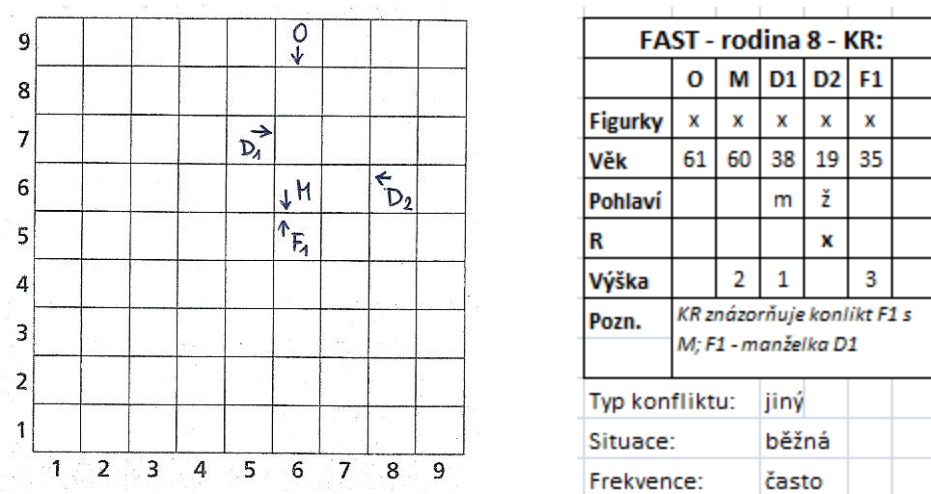 9
O
8
7
D1
6
M
D2
5
F1
4
3
2
1
1 2 3 4 5 6 7 8 9
FAST - rodina 8 - KR:
O M D1 D2 F1
Figurky x x x x x
Věk 61 60 38 19 35
Pohlaví m ž
R x
Výška 2 1 3
Pozn. KR znázorňuje konlikt F1 s
M; F1 - manželka D1
Typ konfliktu: jiný
Situace: běžná
Frekvence: často